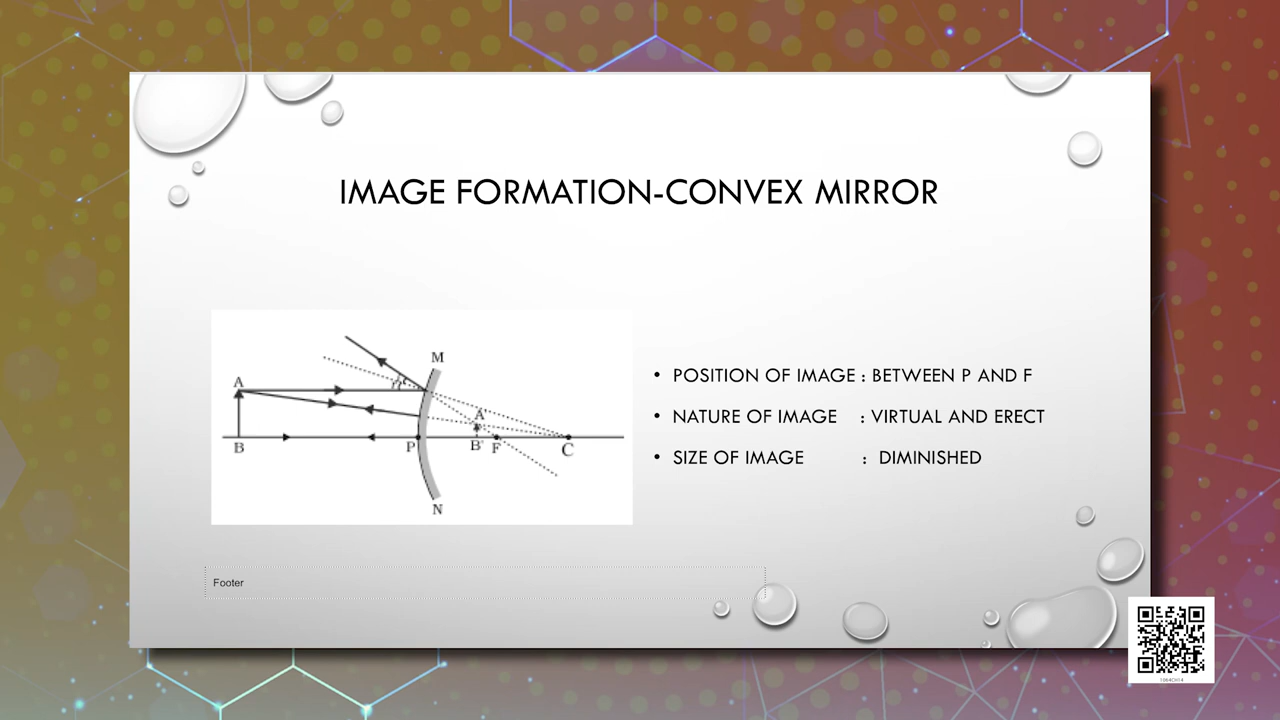 IMAGE FORMATION-CONVEX MIRROR
M
A
A'
P
B' F
C
B
N
• POSITION OF IMAGE : BETWEEN P AND F
• NATURE OF IMAGE : VIRTUAL AND ERECT
• SIZE OF IMAGE : DIMINISHED
Footer